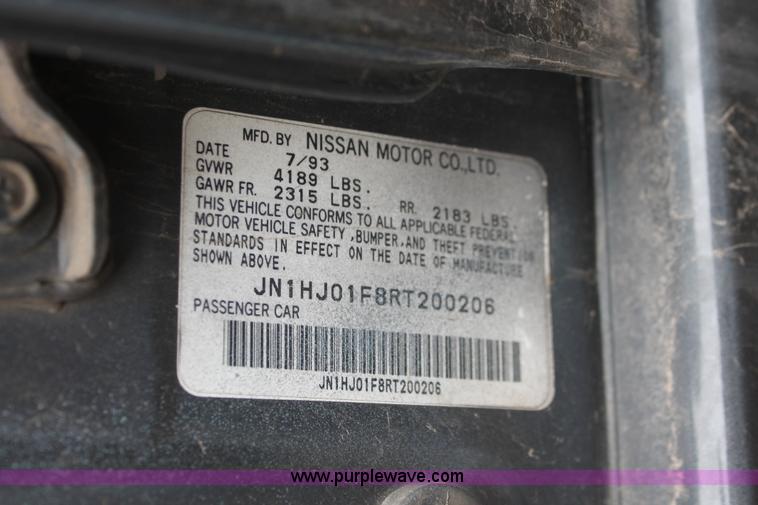 MFD. BY NISSAN MOTOR CO., LTD.
DATE 7/93
GVWR 4189 LBS.
GAWR FR. 2315 LBS. RR. 2183 LBS.
THIS VEHICLE CONFORMS TO ALL APPLICABLE FEDERAL
MOTOR VEHICLE SAFETY ,BUMPER,AND THEFT PREVENTION
STANDARDS IN EFFECT ON THE DATE OF MANUFACTURE
SHOWN ABOVE.
JN1HJ01F8RT200206
PASSENGER CAR
JN1HJ01F8RT200206
www.purplewave.com